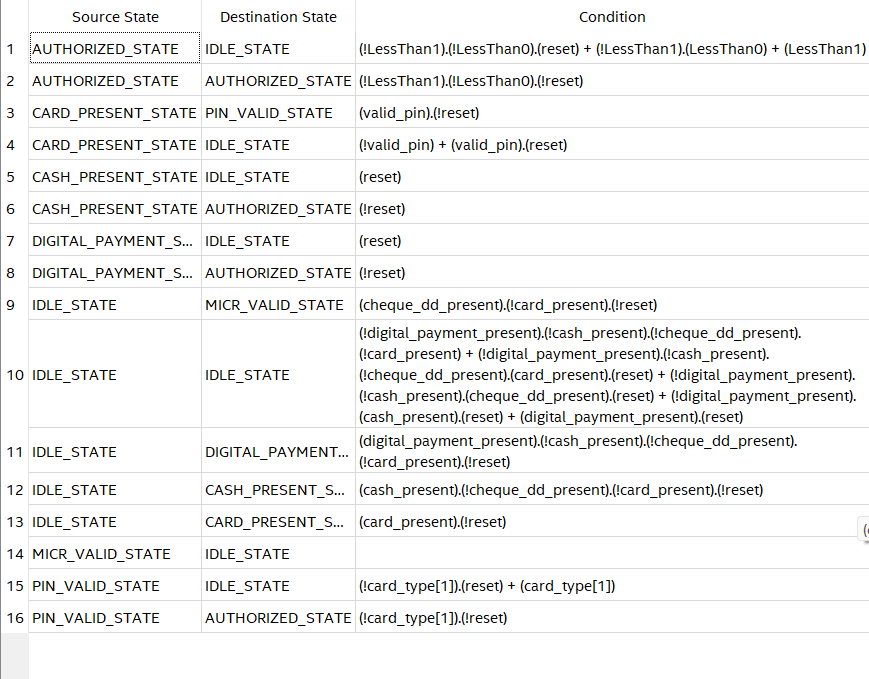 Source State Destination State Condition
1 AUTHORIZED_STATE IDLE_STATE (!LessThan1).(!LessThan0).(reset) + (!LessThan1).(LessThan0) + (LessThan1)
2 AUTHORIZED_STATE AUTHORIZED_STATE (!LessThan1).(!LessThan0).(!reset)
3 CARD_PRESENT_STATE PIN_VALID_STATE (valid_pin).(!reset)
4 CARD_PRESENT_STATE IDLE_STATE (!valid_pin) + (valid_pin).(reset)
5 CASH_PRESENT_STATE IDLE_STATE (reset)
6 CASH_PRESENT_STATE AUTHORIZED_STATE (!reset)
7 DIGITAL_PAYMENT_S... IDLE_STATE (reset)
8 DIGITAL_PAYMENT_S... AUTHORIZED_STATE (!reset)
9 IDLE_STATE MICR_VALID_STATE (cheque_dd_present).(!card_present).(!reset)
10 IDLE_STATE IDLE_STATE (!digital_payment_present).(!cash_present).(!cheque_dd_present).
(!card_present) + (!digital_payment_present).(!cash_present).
(!cheque_dd_present).(card_present).(reset) + (!digital_payment_present).
(!cash_present).(cheque_dd_present).(reset) + (!digital_payment_present).
(cash_present).(reset) + (digital_payment_present).(reset)
11 IDLE_STATE DIGITAL_PAYMENT... (digital_payment_present).(!cash_present).(!cheque_dd_present).
(!card_present).(!reset)
12 IDLE_STATE CASH_PRESENT_S... (cash_present).(!cheque_dd_present).(!card_present).(!reset)
13 IDLE_STATE CARD_PRESENT_S... (card_present).(!reset)
14 MICR_VALID_STATE IDLE_STATE
15 PIN_VALID_STATE IDLE_STATE (!card_type[1]).(reset) + (card_type[1])
16 PIN_VALID_STATE AUTHORIZED_STATE (!card_type[1]).(!reset)